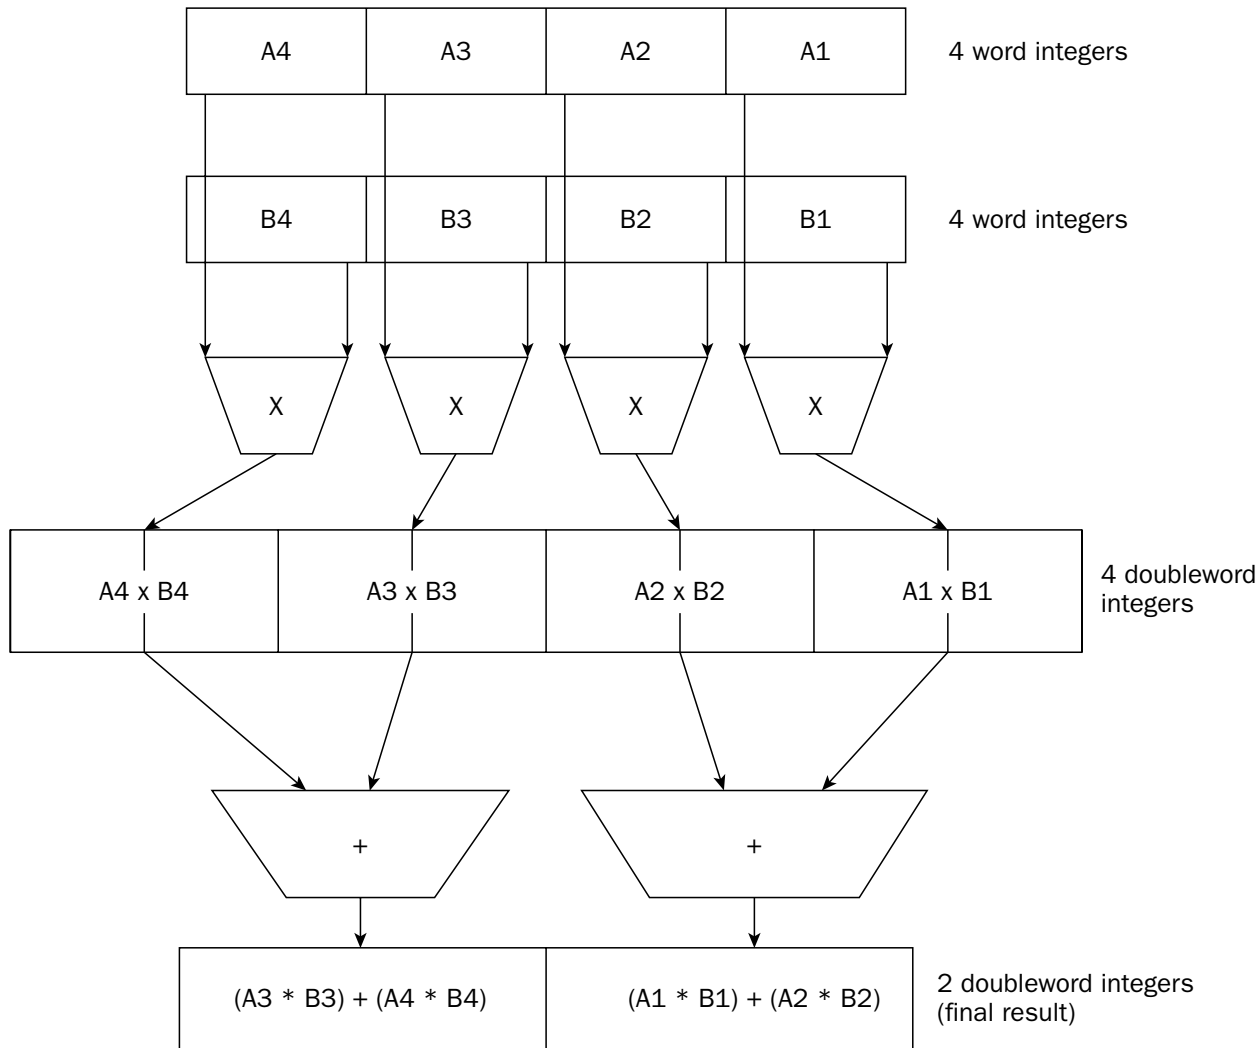 A4 A3 A2 A1 4 word integers
B4 B3 B2 B1 4 word integers
X X X X
A4 x B4 A3 x B3 A2 x B2 A1 x B1
4 doubleword
integers
+ +
(A3 * B3) + (A4 * B4) (A1 * B1) + (A2 * B2)
2 doubleword integers
(final result)